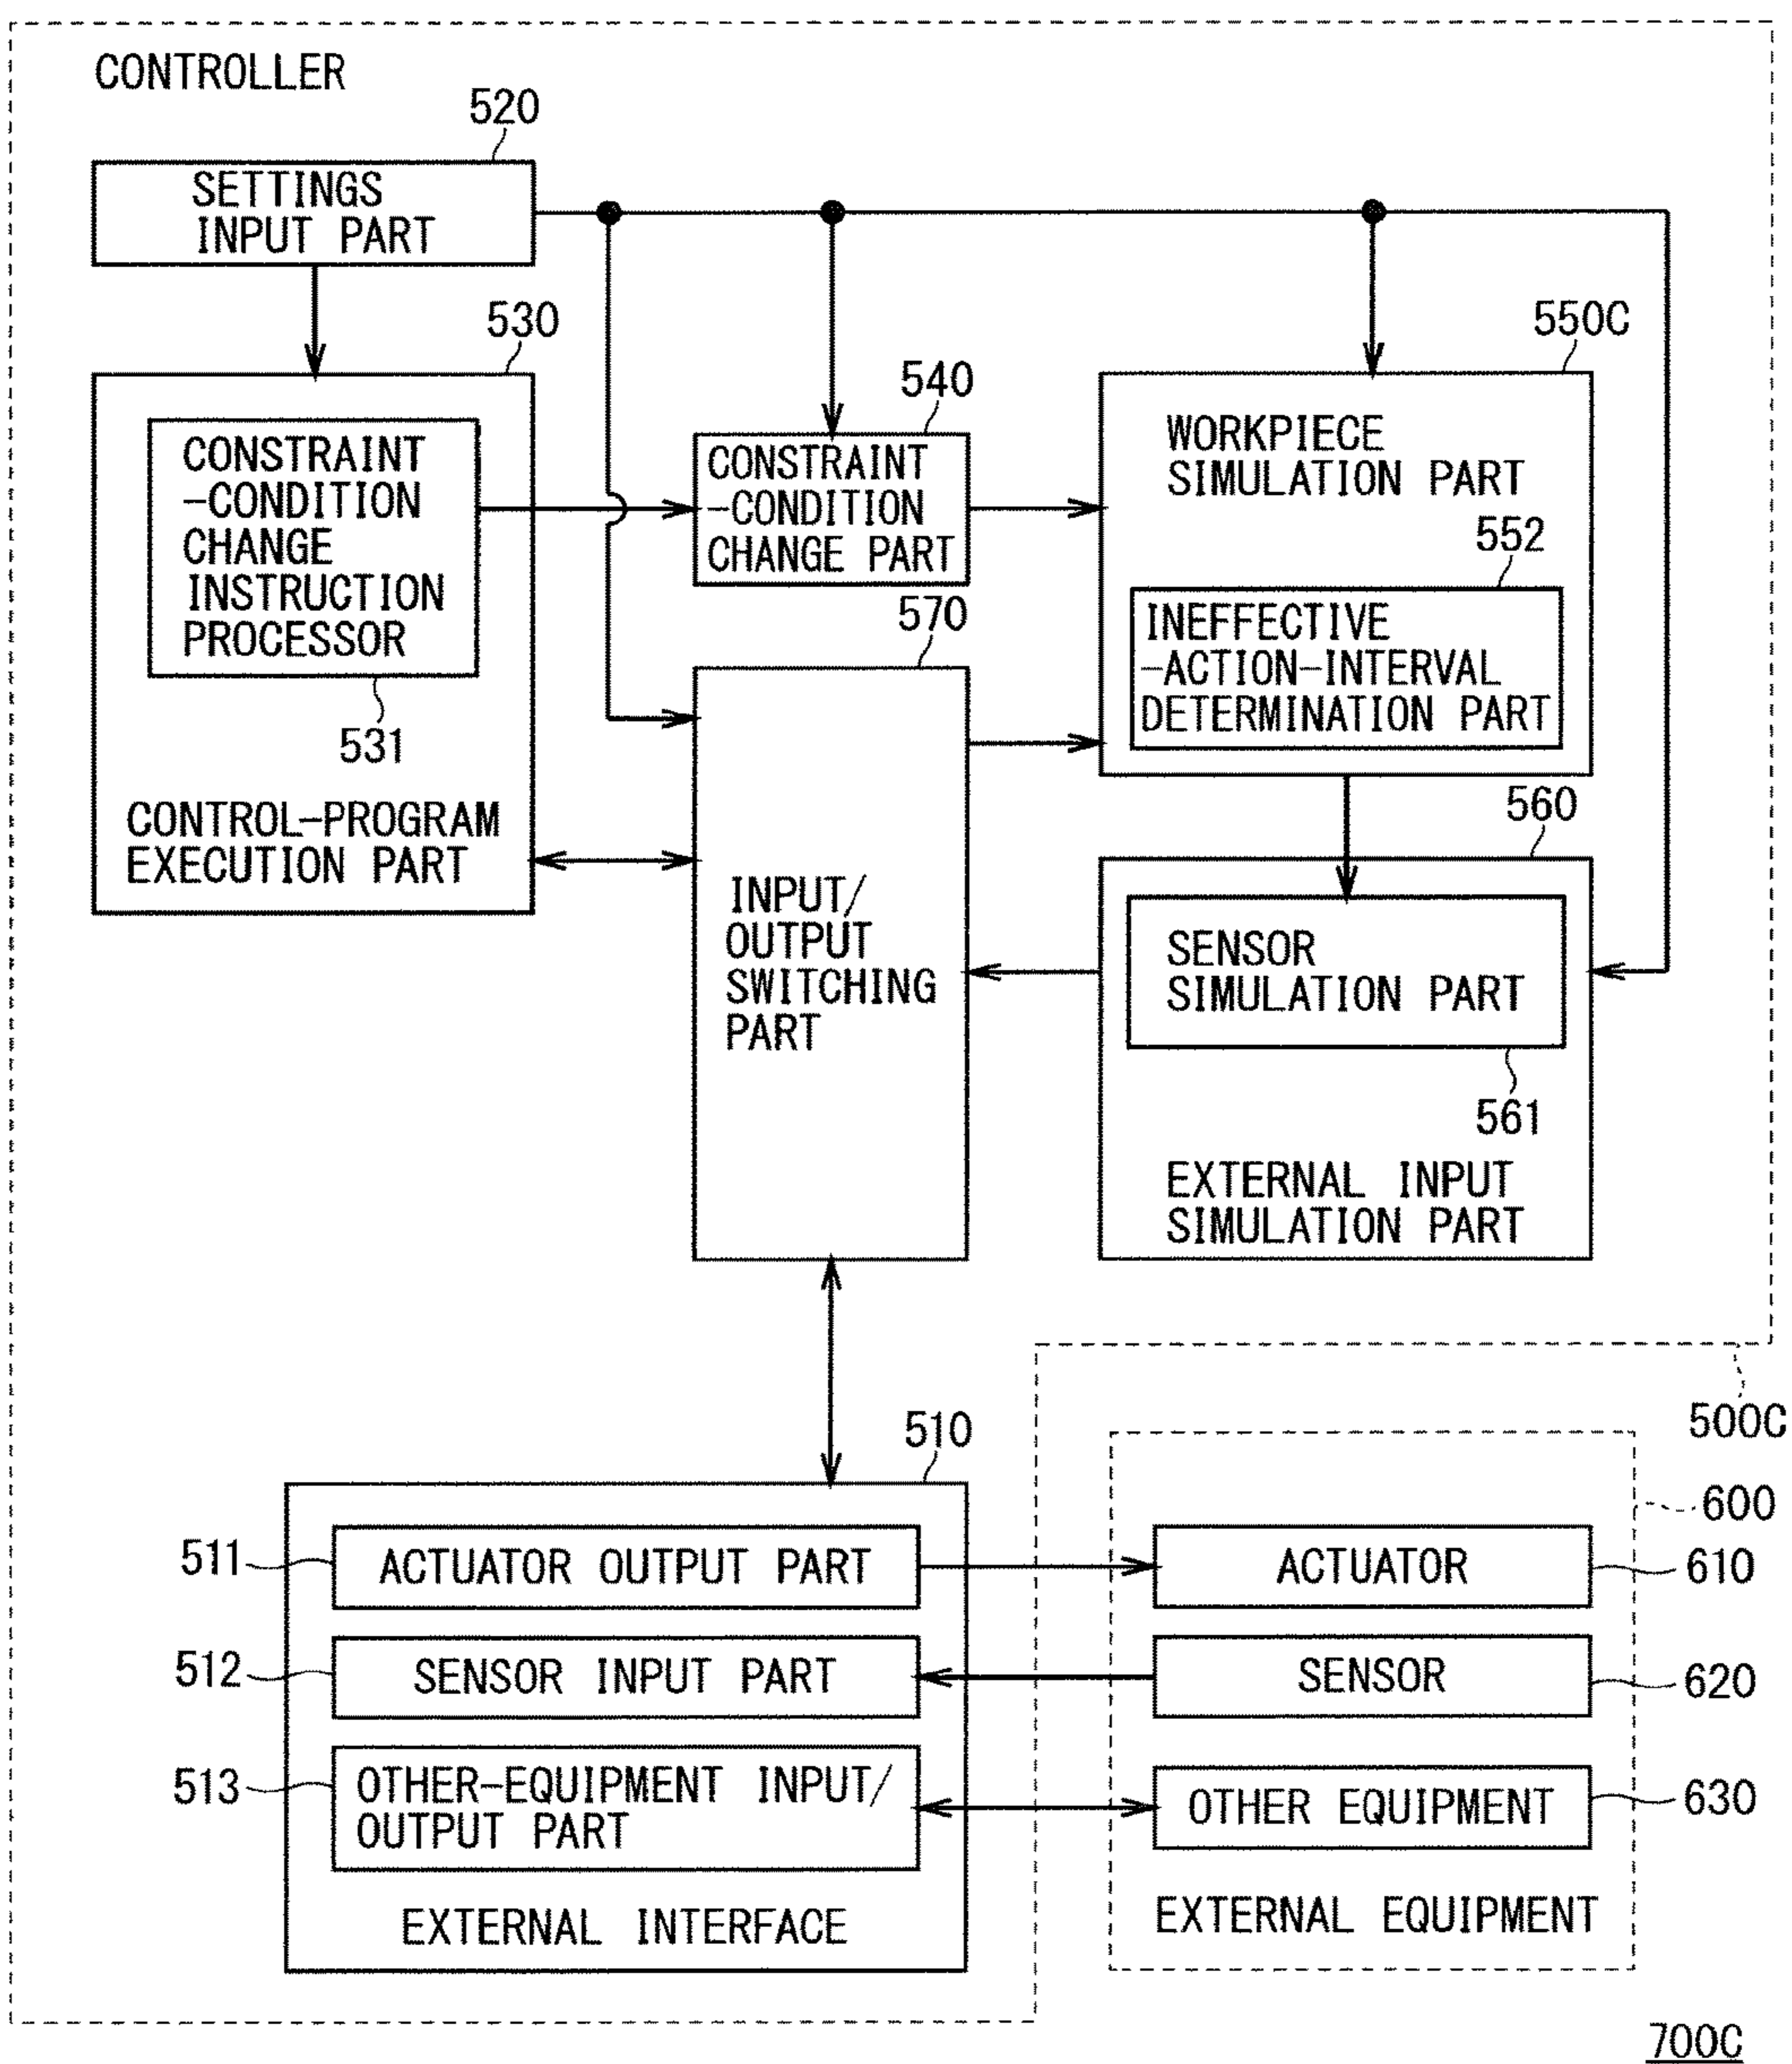 CONTROLLER
520
SETTINGS
INPUT PART
530
CONSTRAINT
-CONDITION
CHANGE
INSTRUCTION
PROCESSOR
531
CONTROL-PROGRAM
EXECUTION PART
540
CONSTRAINT
-CONDITION
CHANGE PART
550C
WORKPIECE
SIMULATION PART
552
INEFFECTIVE
-ACTION-INTERVAL
DETERMINATION PART
570
INPUT/
OUTPUT
SWITCHING
PART
560
SENSOR
SIMULATION PART
561
EXTERNAL INPUT
SIMULATION PART
500C
510
511
ACTUATOR OUTPUT PART
512
SENSOR INPUT PART
513
OTHER-EQUIPMENT INPUT/
OUTPUT PART
EXTERNAL INTERFACE
600
ACTUATOR
610
SENSOR
620
OTHER EQUIPMENT
630
EXTERNAL EQUIPMENT
700C